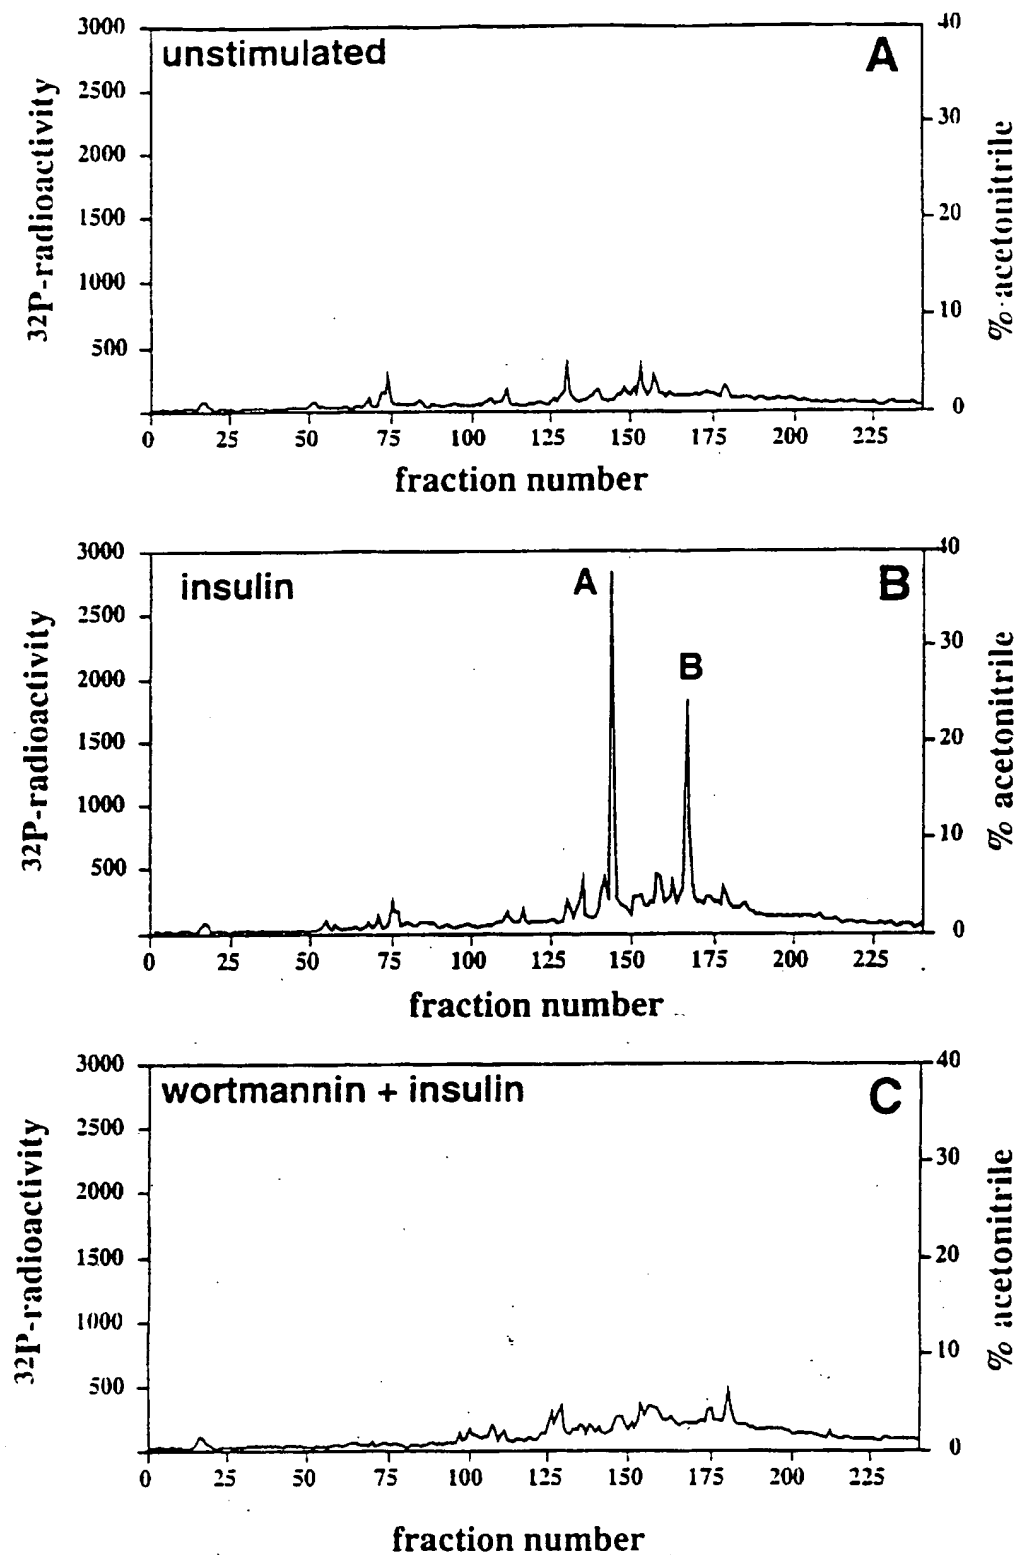 3000
40
unstimulated
A
2500
30
2000
20
1500
1000
10
500
0
0 25 50 75 100 125 150 175 200 225
32P-radioactivity
% acetonitrile
fraction number
3000
40
insulin
A
B
2500
30
B
2000
20
1500
1000
10
500
0
0 25 50 75 100 125 150 175 200 225
32P-radioactivity
% acetonitrile
fraction number
3000
40
wortmannin + insulin
C
2500
30
2000
20
1500
1000
10
500
0
0 25 50 75 100 125 150 175 200 225
32P-radioactivity
% acetonitrile
fraction number